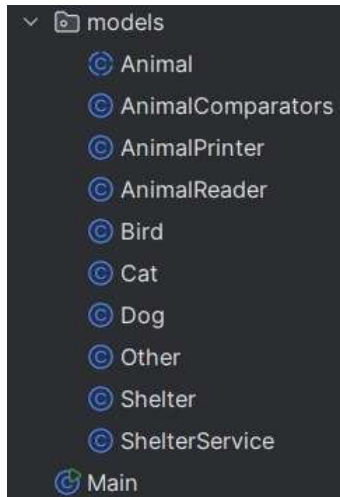 models
Animal
AnimalComparators
AnimalPrinter
AnimalReader
Bird
Cat
Dog
Other
Shelter
ShelterService
Main